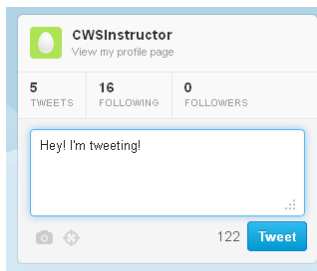 CWSInstructor
View my profile page
5 16 0
TWEETS FOLLOWING FOLLOWERS
Hey! I'm tweeting!
122 Tweet